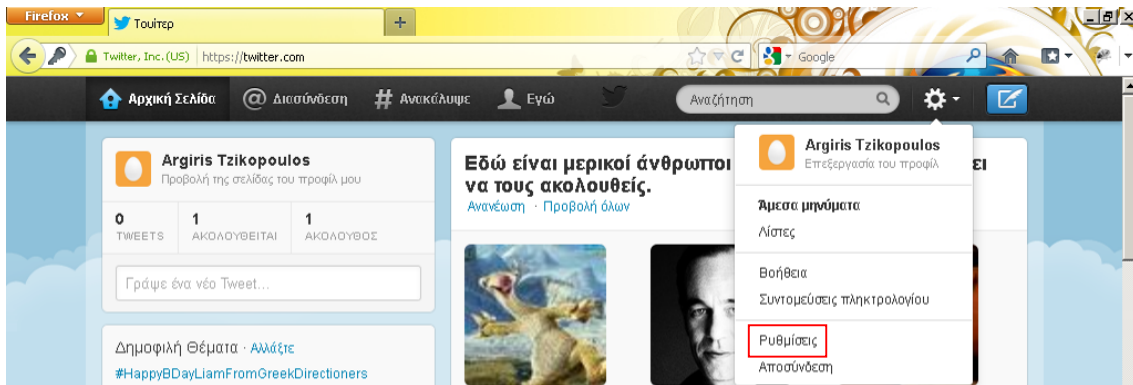 Firefox
Τουίτερ
Twitter, Inc. (US) https://twitter.com
Google
Αρχική Σελίδα
Διασύνδεση
Ανακάλυψε
Εγώ
Αναζήτηση
Argiris Tzikopoulos
Προβολή της σελίδας του προφίλ μου
0
TWEETS
1
ΑΚΟΛΟΥΘΕΙΤΑΙ
1
ΑΚΟΛΟΥΘΟΣ
Γράψε ένα νέο Tweet...
Δημοφιλή Θέματα · Αλλάξτε
#HappyBDayLiamFromGreekDirectioners
Εδώ είναι μερικοί άνθρωποι
να τους ακολουθείς.
Ανανέωση · Προβολή όλων
Argiris Tzikopoulos
Επεξεργασία του προφίλ
Άμεσα μηνύματα
Λίστες
Βοήθεια
Συντομεύσεις πληκτρολογίου
Ρυθμίσεις
Αποσύνδεση